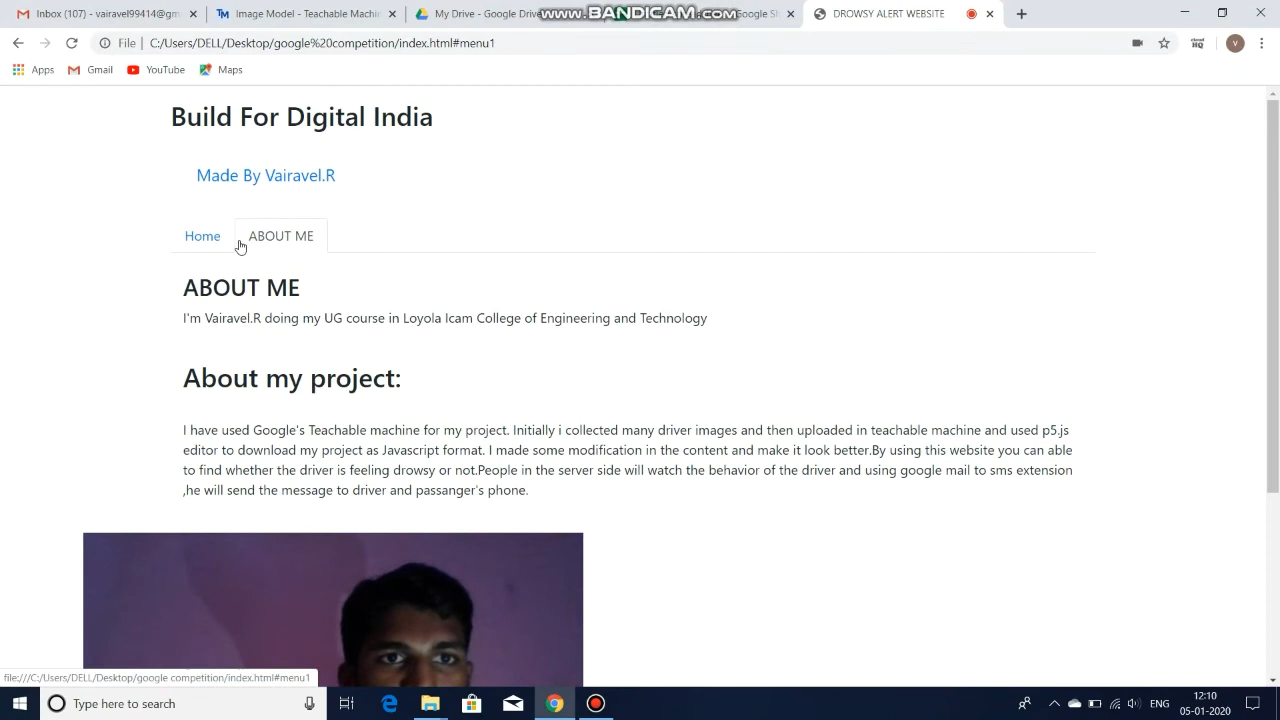 Inbox (107) - vairavel99414@gm
Image Model - Teachable Machin
My Drive - Google Driv
www.BANDICAM.com
DROWSY ALERT WEBSITE
File | C:/Users/DELL/Desktop/google%20competition/index.html#menu1
cloud HQ
V
Apps
Gmail
YouTube
Maps
Build For Digital India
Made By Vairavel.R
Home
ABOUT ME
ABOUT ME
I'm Vairavel.R doing my UG course in Loyola Icam College of Engineering and Technology
About my project:
I have used Google's Teachable machine for my project. Initially i collected many driver images and then uploaded in teachable machine and used p5.js
editor to download my project as Javascript format. I made some modification in the content and make it look better.By using this website you can able
to find whether the driver is feeling drowsy or not.People in the server side will watch the behavior of the driver and using google mail to sms extension
,he will send the message to driver and passanger's phone.
file:///C:/Users/DELL/Desktop/google competition/index.html#menu1
Type here to search
ENG
12:10
05-01-2020